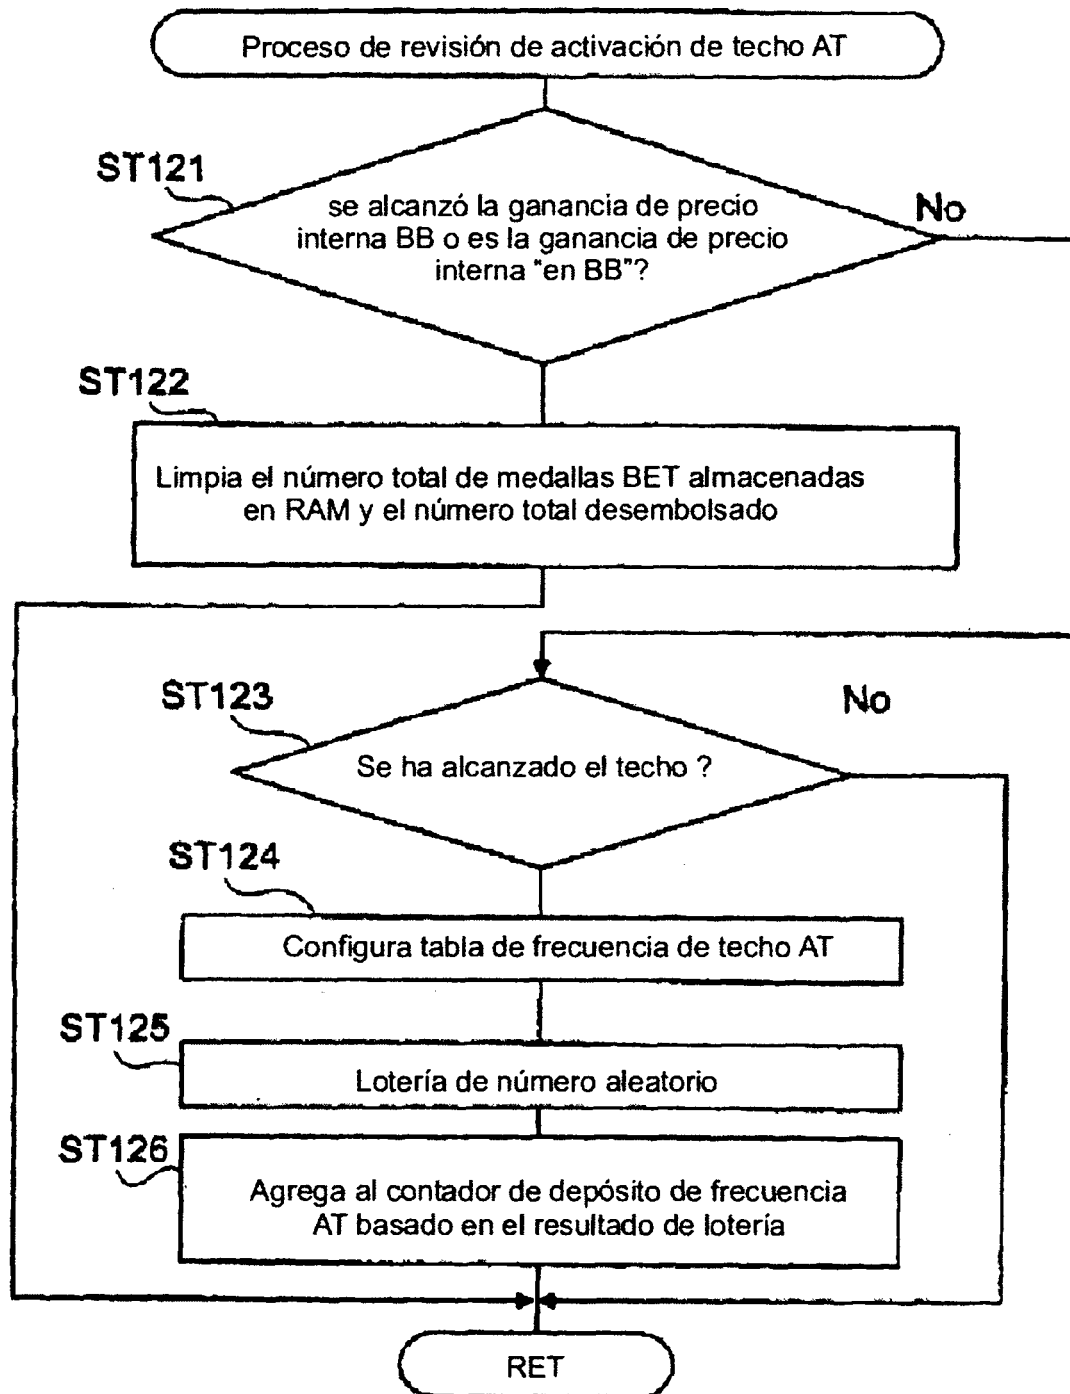 Proceso de revisión de activación de techo AT
ST121
se alcanzó la ganancia de precio
interna BB o es la ganancia de precio
interna "en BB"?
No
ST122
Limpia el número total de medallas BET almacenadas
en RAM y el número total desembolsado
ST123
No
Se ha alcanzado el techo ?
ST124
Configura tabla de frecuencia de techo AT
ST125
Lotería de número aleatorio
ST126
Agrega al contador de depósito de frecuencia
AT basado en el resultado de lotería
RET